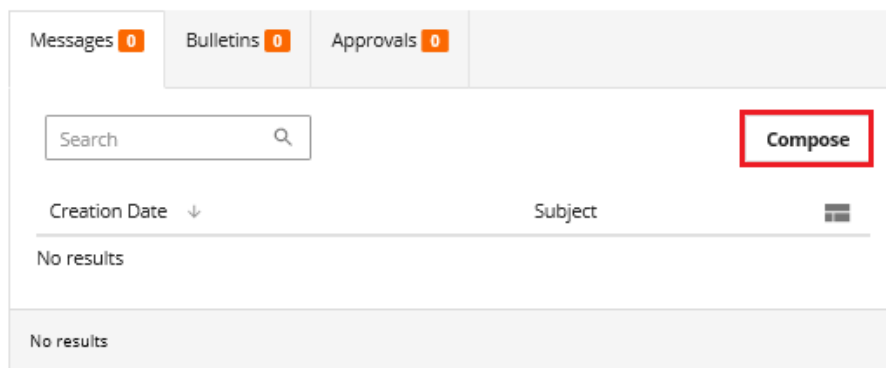 Messages 0 Bulletins 0 Approvals 0
Search Compose
Creation Date Subject
No results
No results